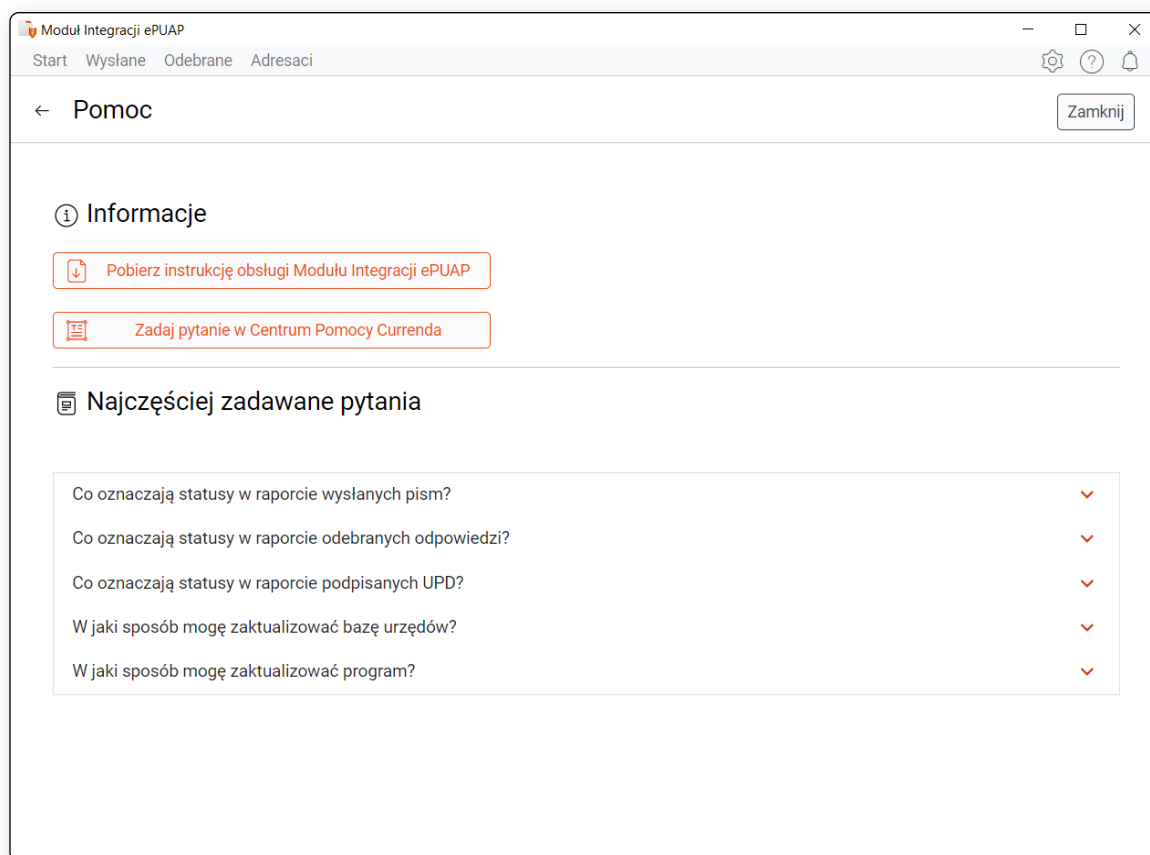 Moduł Integracji ePUAP
Start Wysłane Odebrane Adresaci
Pomoc
Zamknij
Informacje
Pobierz instrukcję obsługi Modułu Integracji ePUAP
Zadaj pytanie w Centrum Pomocy Currenda
Najczęściej zadawane pytania
Co oznaczają statusy w raporcie wysłanych pism?
Co oznaczają statusy w raporcie odebranych odpowiedzi?
Co oznaczają statusy w raporcie podpisanych UPD?
W jaki sposób mogę zaktualizować bazę urzędów?
W jaki sposób mogę zaktualizować program?